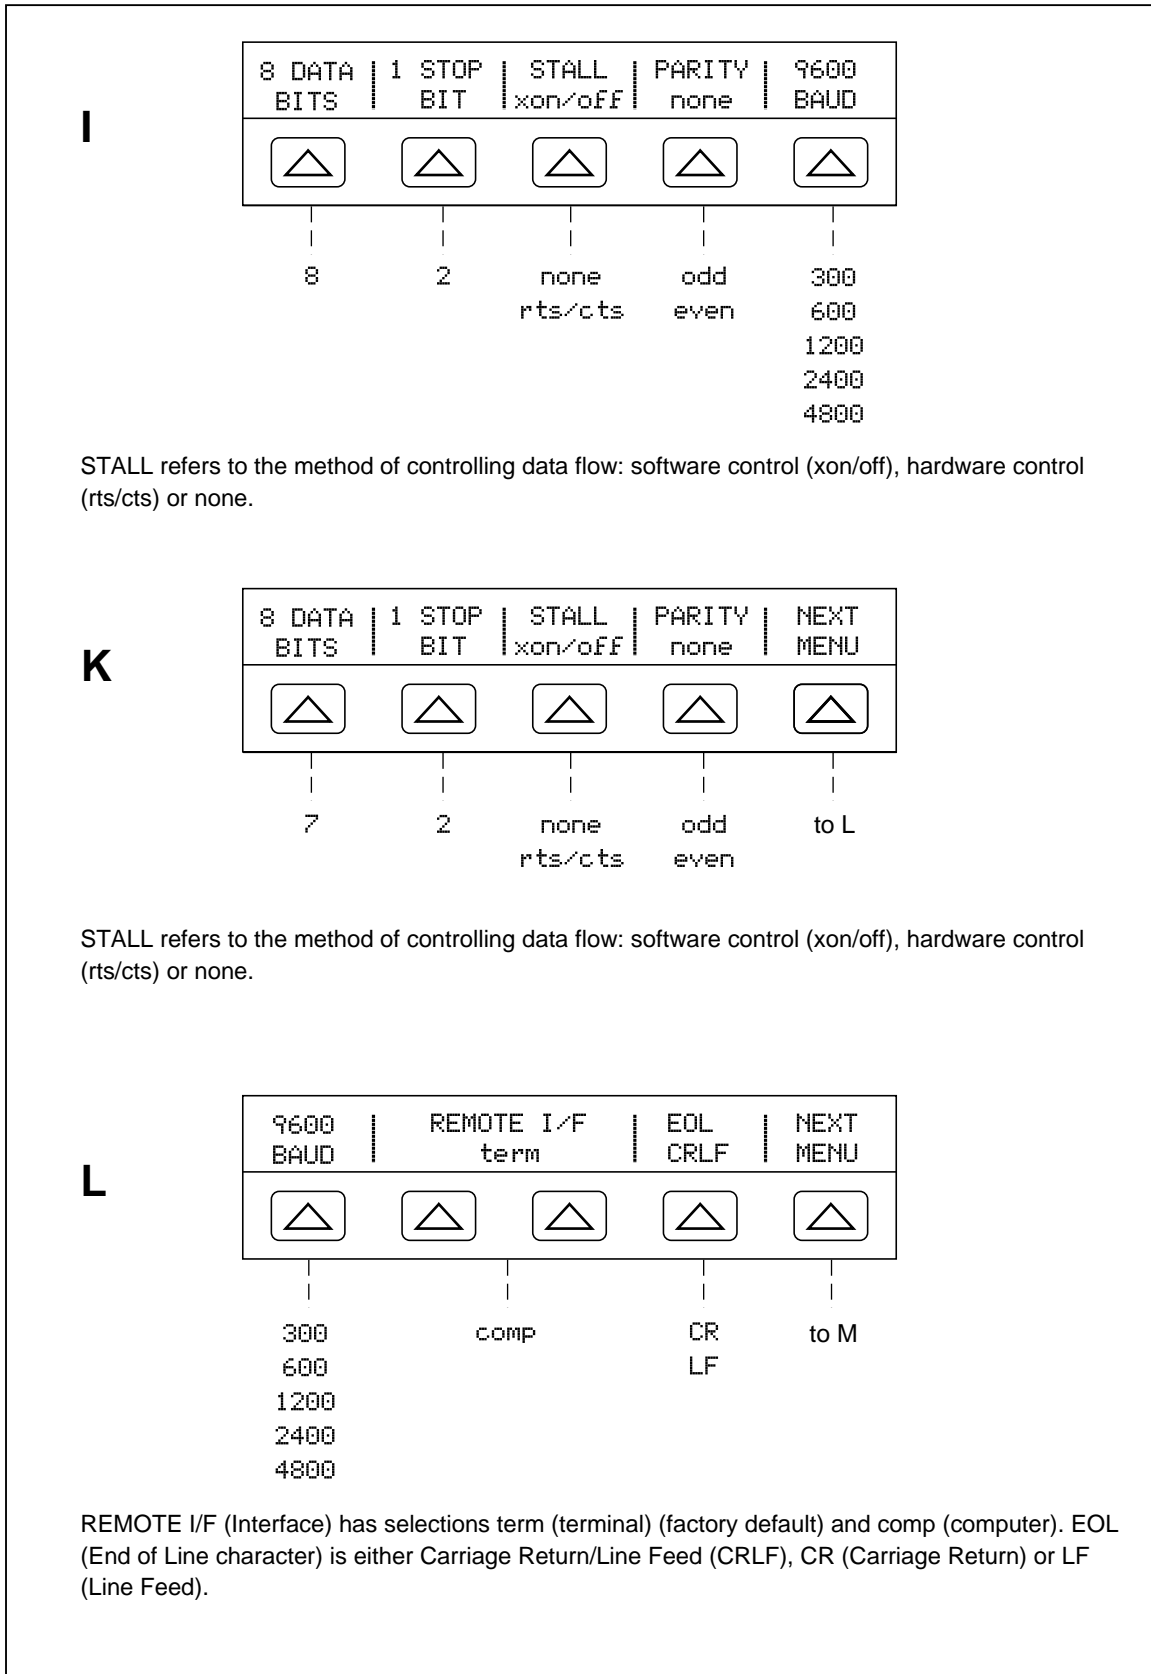 8 DATA 1 STOP STALL PARITY 9600
BITS BIT xon/off none BAUD
I
8 2 none odd 300
rts/cts even 600
1200
2400
4800
STALL refers to the method of controlling data flow: software control (xon/off), hardware control
(rts/cts) or none.
8 DATA 1 STOP STALL PARITY NEXT
BITS BIT xon/off none MENU
K
7 2 none odd to L
rts/cts even
STALL refers to the method of controlling data flow: software control (xon/off), hardware control
(rts/cts) or none.
9600 REMOTE I/F EOL NEXT
BAUD term CRLF MENU
L
300 comp CR to M
600 LF
1200
2400
4800
REMOTE I/F (Interface) has selections term (terminal) (factory default) and comp (computer). EOL
(End of Line character) is either Carriage Return/Line Feed (CRLF), CR (Carriage Return) or LF
(Line Feed).